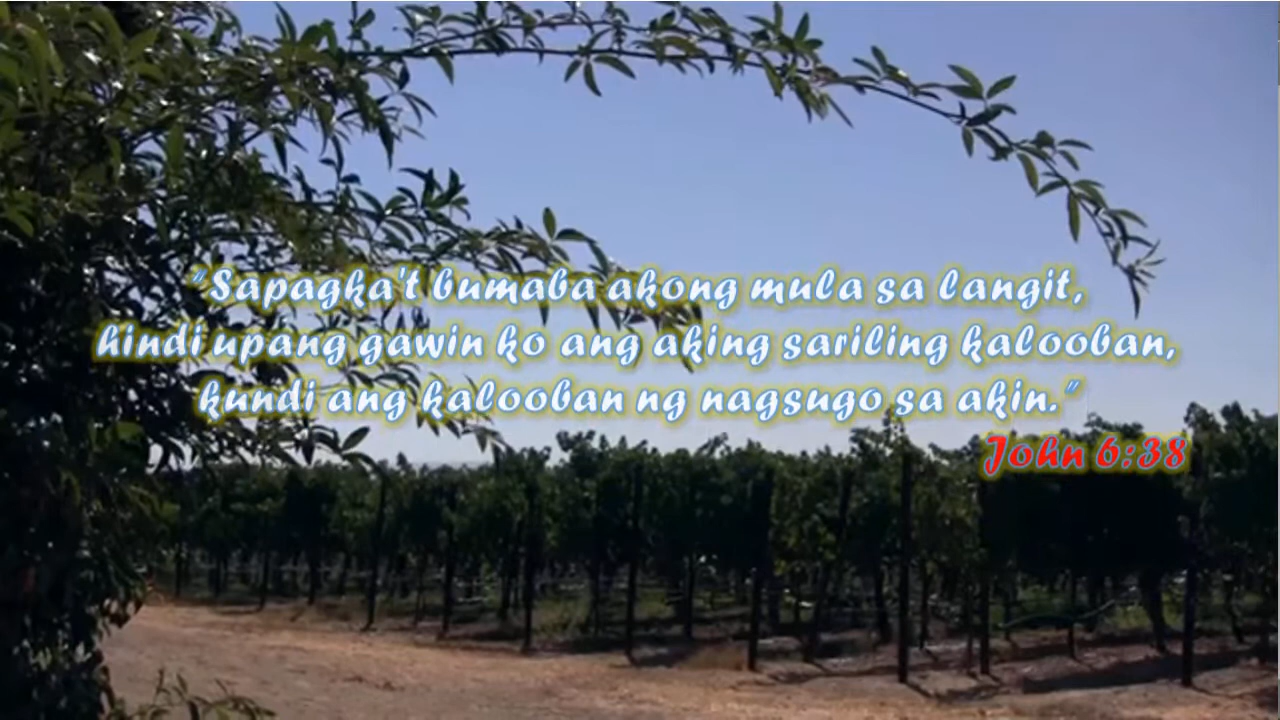 "Sapagka't bumaba akong mula sa langit,
hindi upang gawin ko ang aking sariling kalooban,
kundi ang kalooban ng nagsugo sa akin."
John 6:38